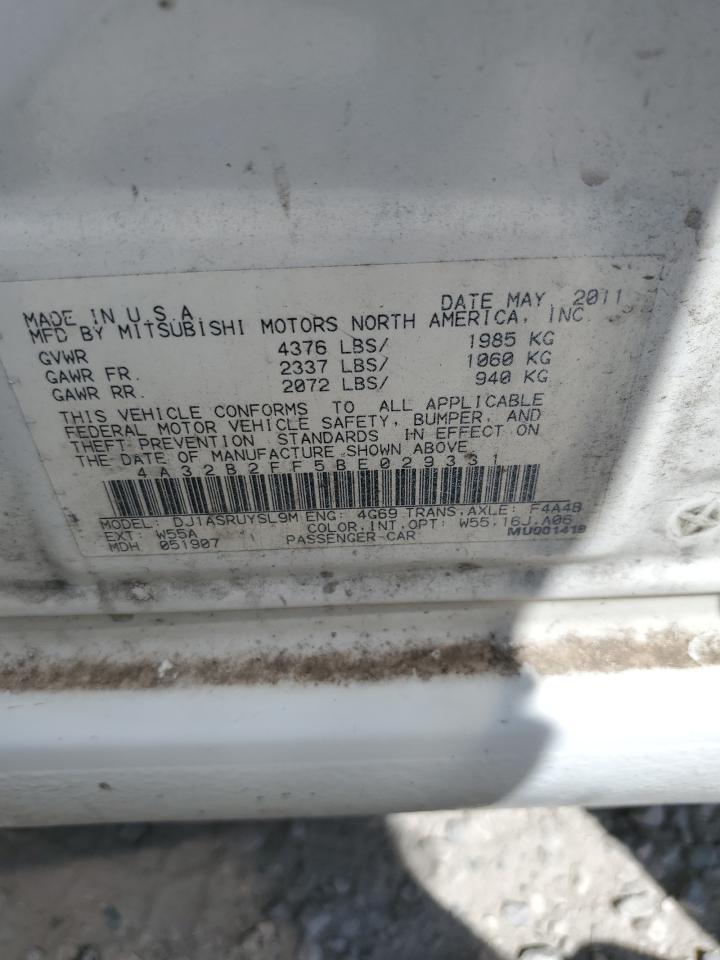 DATE MAY, 2011
MADE IN U.S.A.
MFD BY MITSUBISHI MOTORS NORTH AMERICA, INC.
GVWR 4376 LBS/ 1985 KG
GAWR FR. 2337 LBS/ 1060 KG
GAWR RR. 2072 LBS/ 940 KG
THIS VEHICLE CONFORMS TO ALL APPLICABLE
FEDERAL MOTOR VEHICLE SAFETY, BUMPER, AND
THEFT PREVENTION STANDARDS IN EFFECT ON
THE DATE OF MANUFACTURE SHOWN ABOVE
4A32B2FF5BE029331
MODEL: DJ1ASRUYSL9M ENG: 4G69 TRANS.AXLE: F4A4B
EXT: W55A COLOR,INT,OPT: W55,16J,A06
MDH 051907 PASSENGER-CAR MU001419